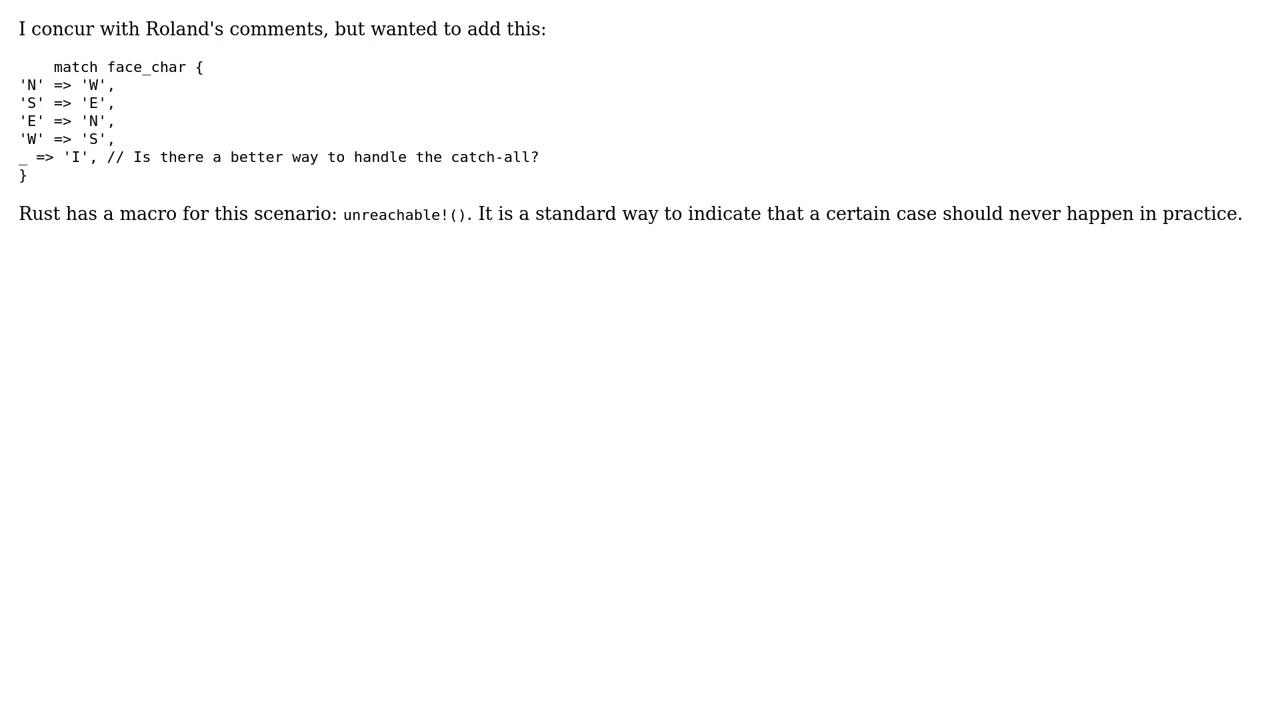 I concur with Roland's comments, but wanted to add this:
    match face_char {
'N' => 'W',
'S' => 'E',
'E' => 'N',
'W' => 'S',
_ => 'I', // Is there a better way to handle the catch-all?
}
Rust has a macro for this scenario: unreachable!(). It is a standard way to indicate that a certain case should never happen in practice.